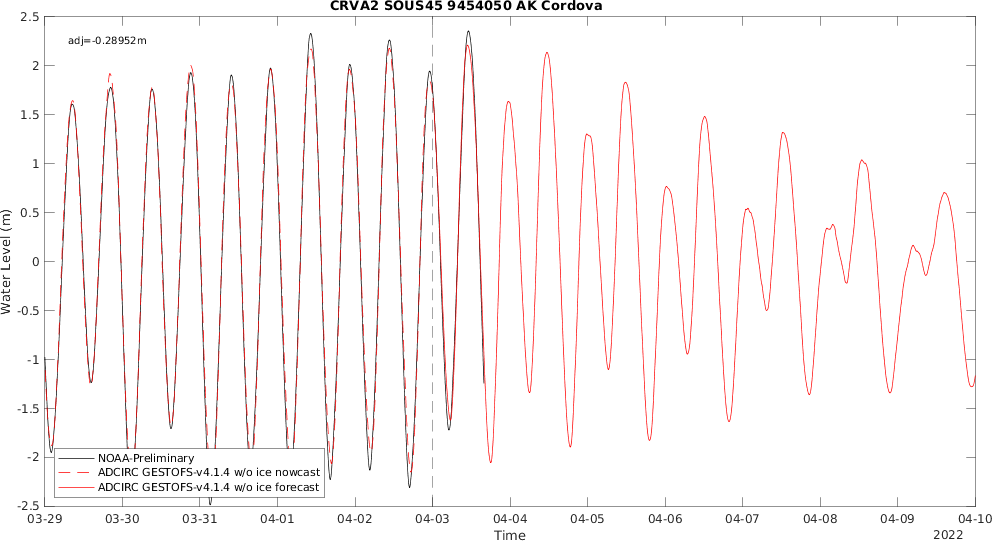 CRVA2 SOUS45 9454050 AK Cordova
adj=-0.28952m
2.5
2
1.5
1
0.5
0
-0.5
-1
-1.5
-2
-2.5
Water Level (m)
NOAA-Preliminary
ADCIRC GESTOFS-v4.1.4 w/o ice nowcast
ADCIRC GESTOFS-v4.1.4 w/o ice forecast
03-29 03-30 03-31 04-01 04-02 04-03 04-04 04-05 04-06 04-07 04-08 04-09 04-10
Time
2022